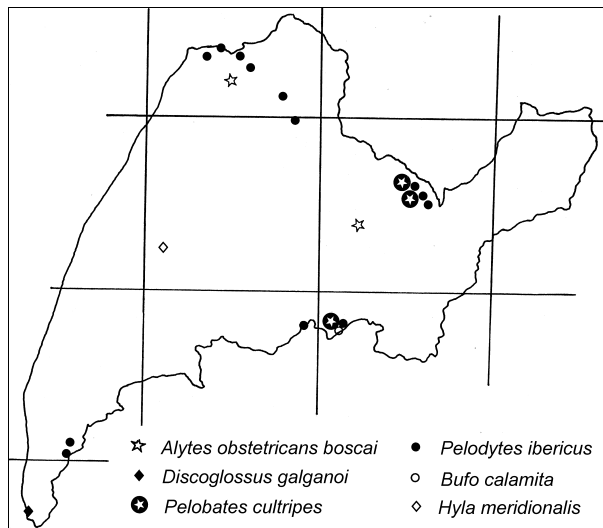 Alytes obstetricans boscai
Discoglossus galganoi
Pelobates cultripes
Pelodytes ibericus
Bufo calamita
Hyla meridionalis